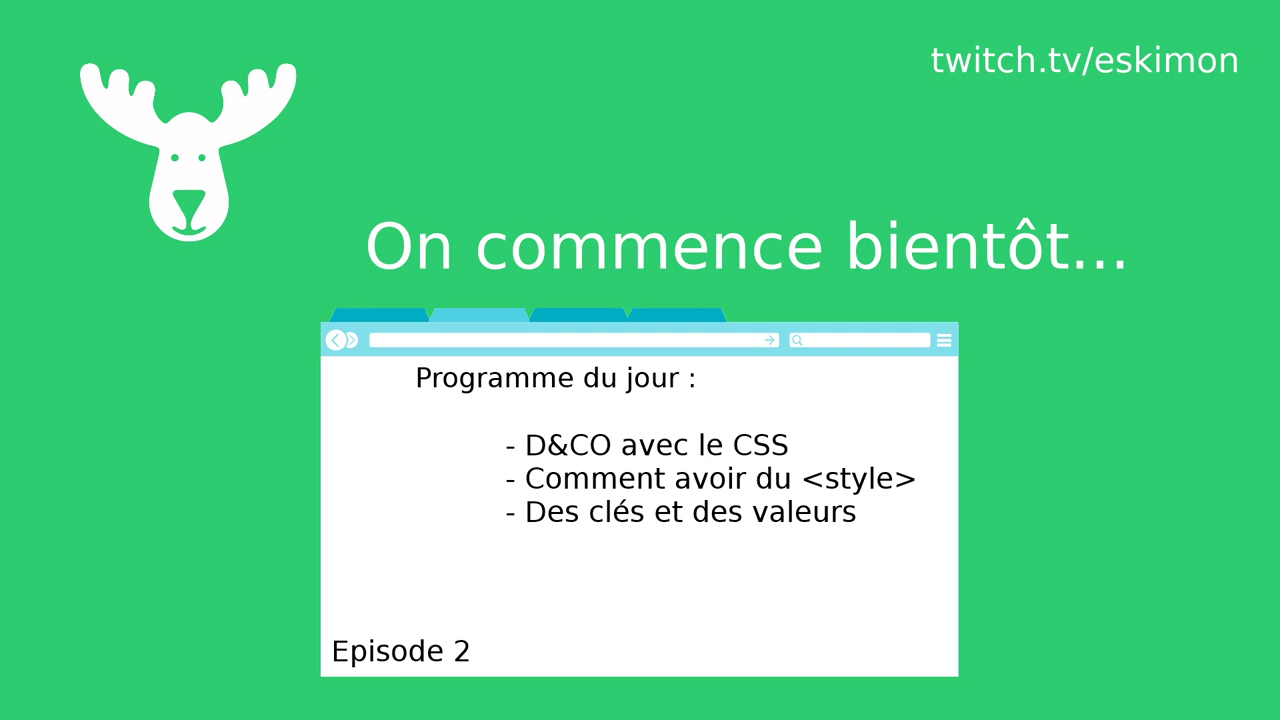 twitch.tv/eskimon
On commence bientôt...
Programme du jour :
- D&CO avec le CSS
- Comment avoir du <style>
- Des clés et des valeurs
Episode 2